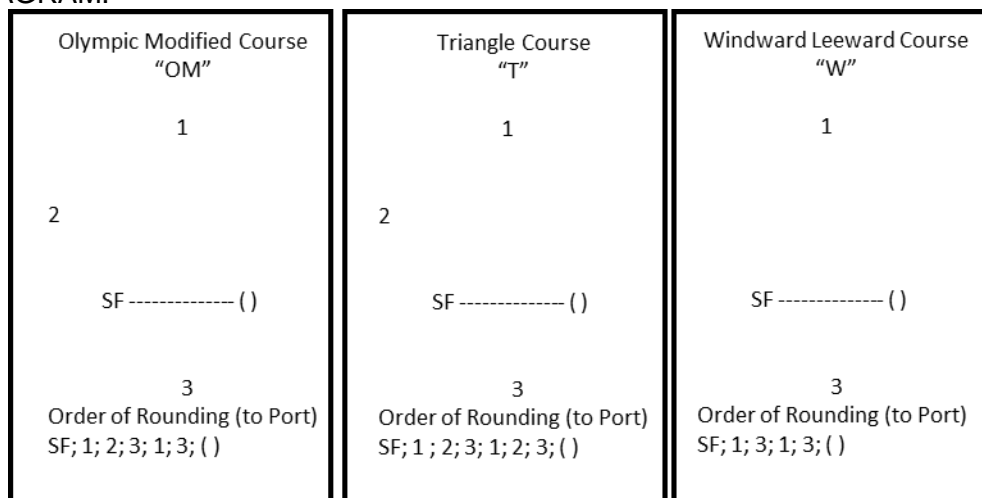 Olympic Modified Course
“OM”
1
2
SF -------------- ( )
3
Order of Rounding (to Port)
SF; 1; 2; 3; 1; 3; ( )
Triangle Course
“T”
1
2
SF -------------- ( )
3
Order of Rounding (to Port)
SF; 1 ; 2; 3; 1; 2; 3; ( )
Windward Leeward Course
“W”
1
SF -------------- ( )
3
Order of Rounding (to Port)
SF; 1; 3; 1; 3; ( )